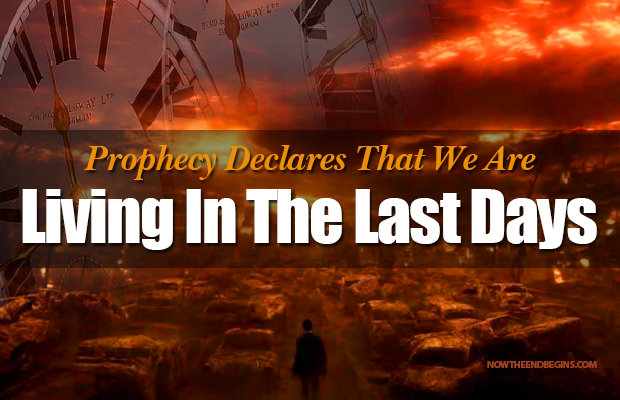 Prophecy Declares That We Are
Living In The Last Days
NOWTHEENDBEGINS.COM